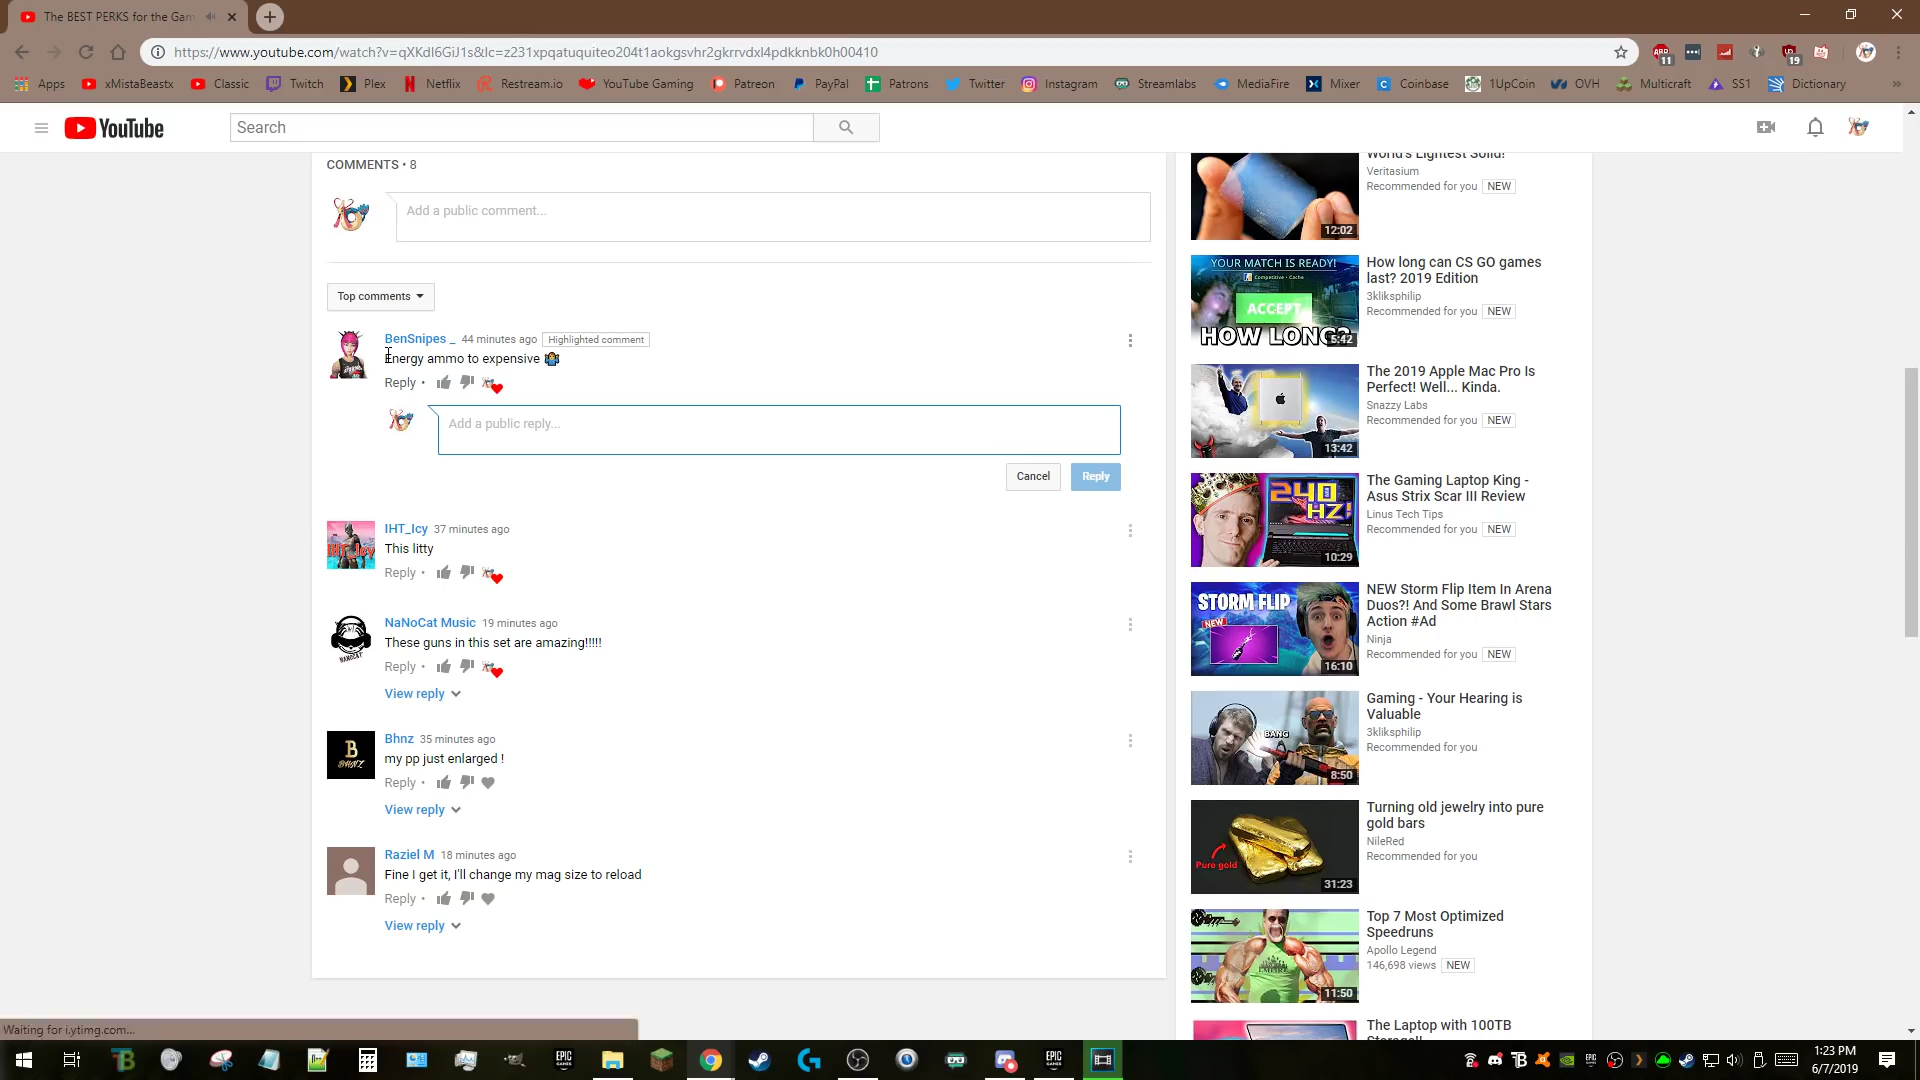 The BEST PERKS for the Gam
https://www.youtube.com/watch?v=qXKdl6GiJ1s&lc=z231xpqatuquiteo204t1aokgsvhr2gkrrvdxl4pdkknbk0h00410
11
19
Apps
xMistaBeastx
Classic
Twitch
Plex
Netflix
Restream.io
YouTube Gaming
Patreon
PayPal
Patrons
Twitter
Instagram
Streamlabs
MediaFire
Mixer
Coinbase
1UpCoin
OVH
Multicraft
SS1
Dictionary
»
YouTube
Search
COMMENTS • 8
Add a public comment...
Top comments
BenSnipes _ 44 minutes ago Highlighted comment
Energy ammo to expensive 🤷
Reply •
Add a public reply...
Cancel
Reply
IHT_Icy 37 minutes ago
This litty
Reply •
NaNoCat Music 19 minutes ago
These guns in this set are amazing!!!!!
Reply •
View reply
Bhnz 35 minutes ago
my pp just enlarged !
Reply •
View reply
Raziel M 18 minutes ago
Fine I get it, I'll change my mag size to reload
Reply •
View reply
World's Lightest Solid!
Veritasium
Recommended for you NEW
12:02
YOUR MATCH IS READY!
Competitive • Cache
ACCEPT
HOW LONG?
5:42
How long can CS GO games
last? 2019 Edition
3kliksphilip
Recommended for you NEW
The 2019 Apple Mac Pro Is
Perfect! Well... Kinda.
Snazzy Labs
Recommended for you NEW
13:42
240
HZ!
10:29
The Gaming Laptop King -
Asus Strix Scar III Review
Linus Tech Tips
Recommended for you NEW
STORM FLIP
NEW
16:10
NEW Storm Flip Item In Arena
Duos?! And Some Brawl Stars
Action #Ad
Ninja
Recommended for you NEW
BANG
8:50
Gaming - Your Hearing is
Valuable
3kliksphilip
Recommended for you
Pure gold
31:23
Turning old jewelry into pure
gold bars
NileRed
Recommended for you
EMPIRE
11:50
Top 7 Most Optimized
Speedruns
Apollo Legend
146,698 views NEW
The Laptop with 100TB
Storage!!
Waiting for i.ytimg.com...
EPIC
GAMES
EPIC
GAMES
1:23 PM
6/7/2019